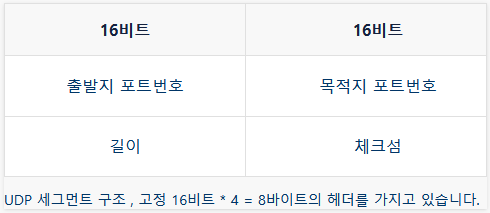 16비트 16비트
출발지 포트번호 목적지 포트번호
길이 체크섬
UDP 세그먼트 구조 , 고정 16비트 * 4 = 8바이트의 헤더를 가지고 있습니다.